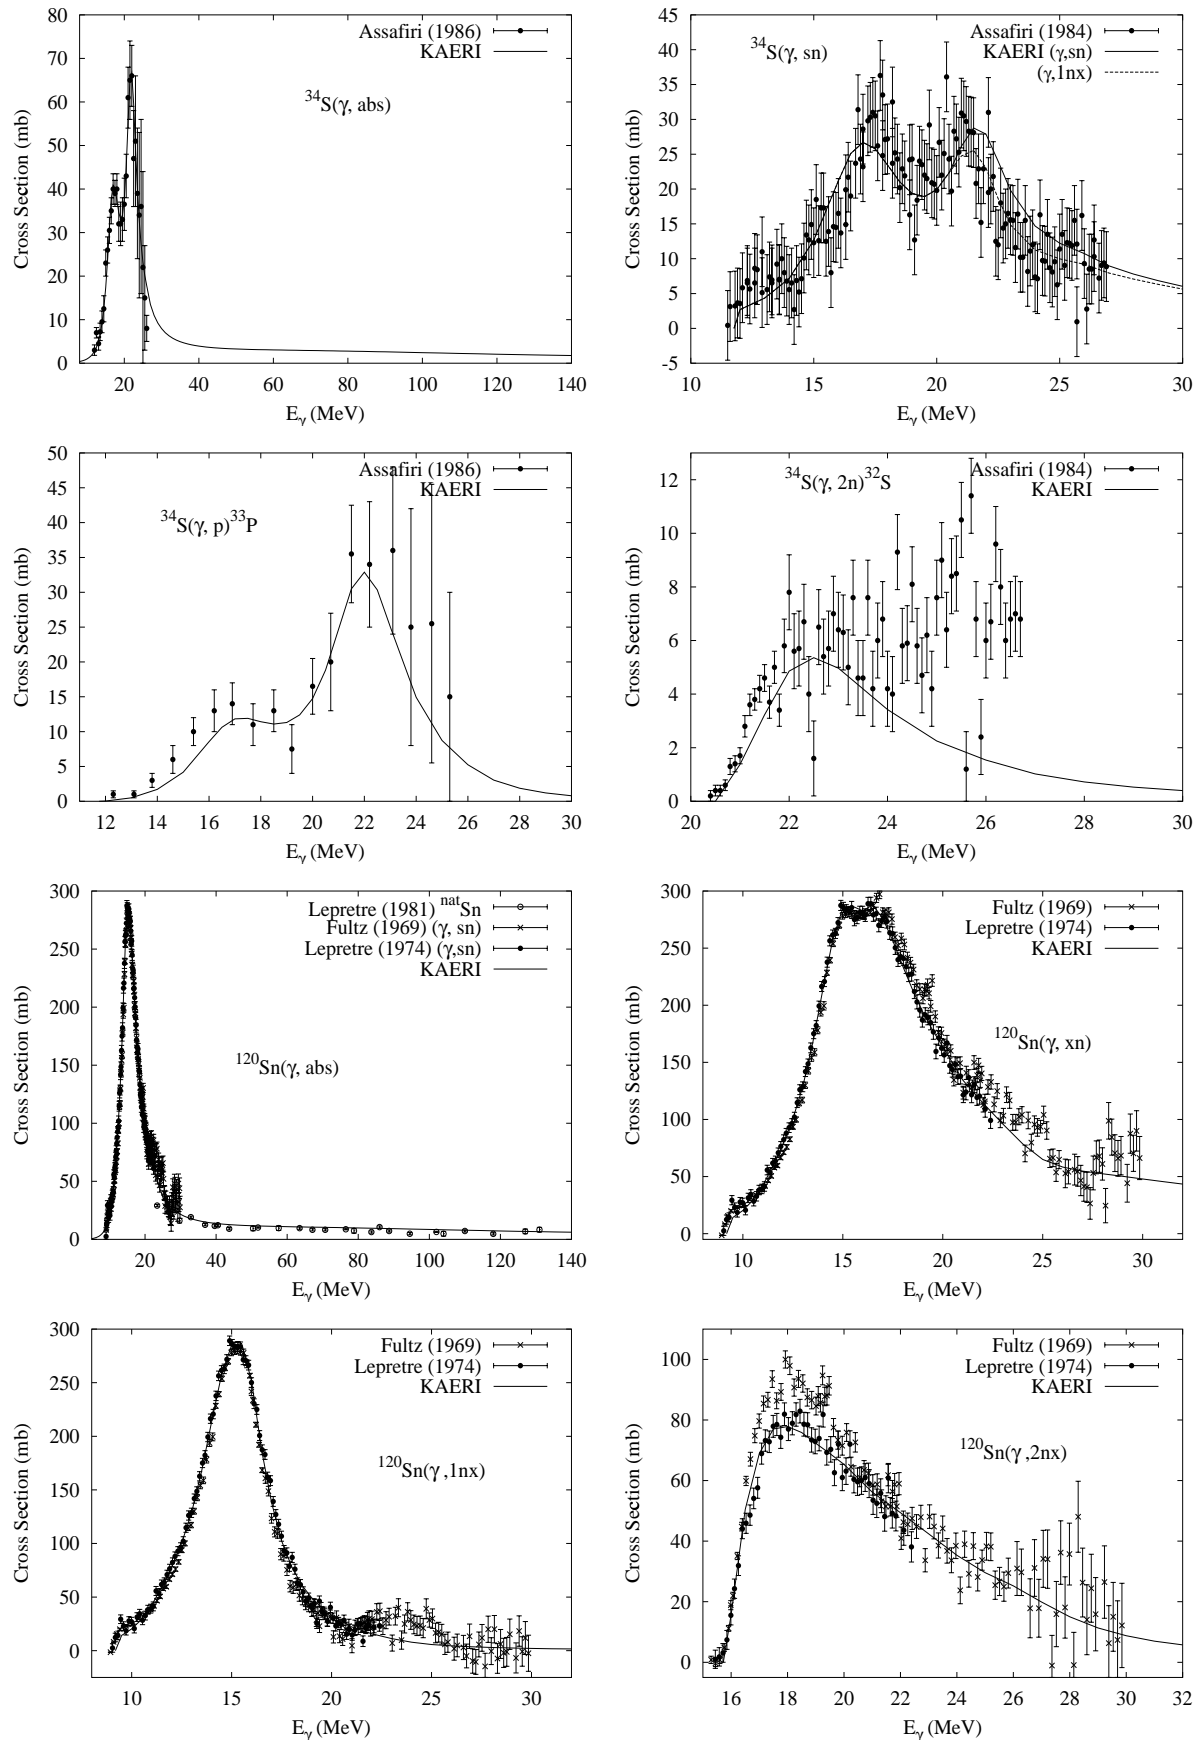 80
70
60
50
40
30
20
10
0
Cross Section (mb)
Assafiri (1986)
KAERI
³⁴S(γ, abs)
20 40 60 80 100 120 140
E_γ (MeV)
45
40
35
30
25
20
15
10
5
0
-5
Cross Section (mb)
³⁴S(γ, sn)
Assafiri (1984)
KAERI (γ,sn)
(γ,1nx)
10 15 20 25 30
E_γ (MeV)
50
45
40
35
30
25
20
15
10
5
0
Cross Section (mb)
Assafiri (1986)
KAERI
³⁴S(γ, p)³³P
12 14 16 18 20 22 24 26 28 30
E_γ (MeV)
12
10
8
6
4
2
0
Cross Section (mb)
³⁴S(γ, 2n)³²S
Assafiri (1984)
KAERI
20 22 24 26 28 30
E_γ (MeV)
300
250
200
150
100
50
0
Cross Section (mb)
Lepretre (1981) ⁿᵃᵗSn
Fultz (1969) (γ, sn)
Lepretre (1974) (γ,sn)
KAERI
¹²⁰Sn(γ, abs)
20 40 60 80 100 120 140
E_γ (MeV)
300
250
200
150
100
50
0
Cross Section (mb)
Fultz (1969)
Lepretre (1974)
KAERI
¹²⁰Sn(γ, xn)
10 15 20 25 30
E_γ (MeV)
300
250
200
150
100
50
0
Cross Section (mb)
Fultz (1969)
Lepretre (1974)
KAERI
¹²⁰Sn(γ ,1nx)
10 15 20 25 30
E_γ (MeV)
100
80
60
40
20
0
Cross Section (mb)
Fultz (1969)
Lepretre (1974)
KAERI
¹²⁰Sn(γ ,2nx)
16 18 20 22 24 26 28 30 32
E_γ (MeV)